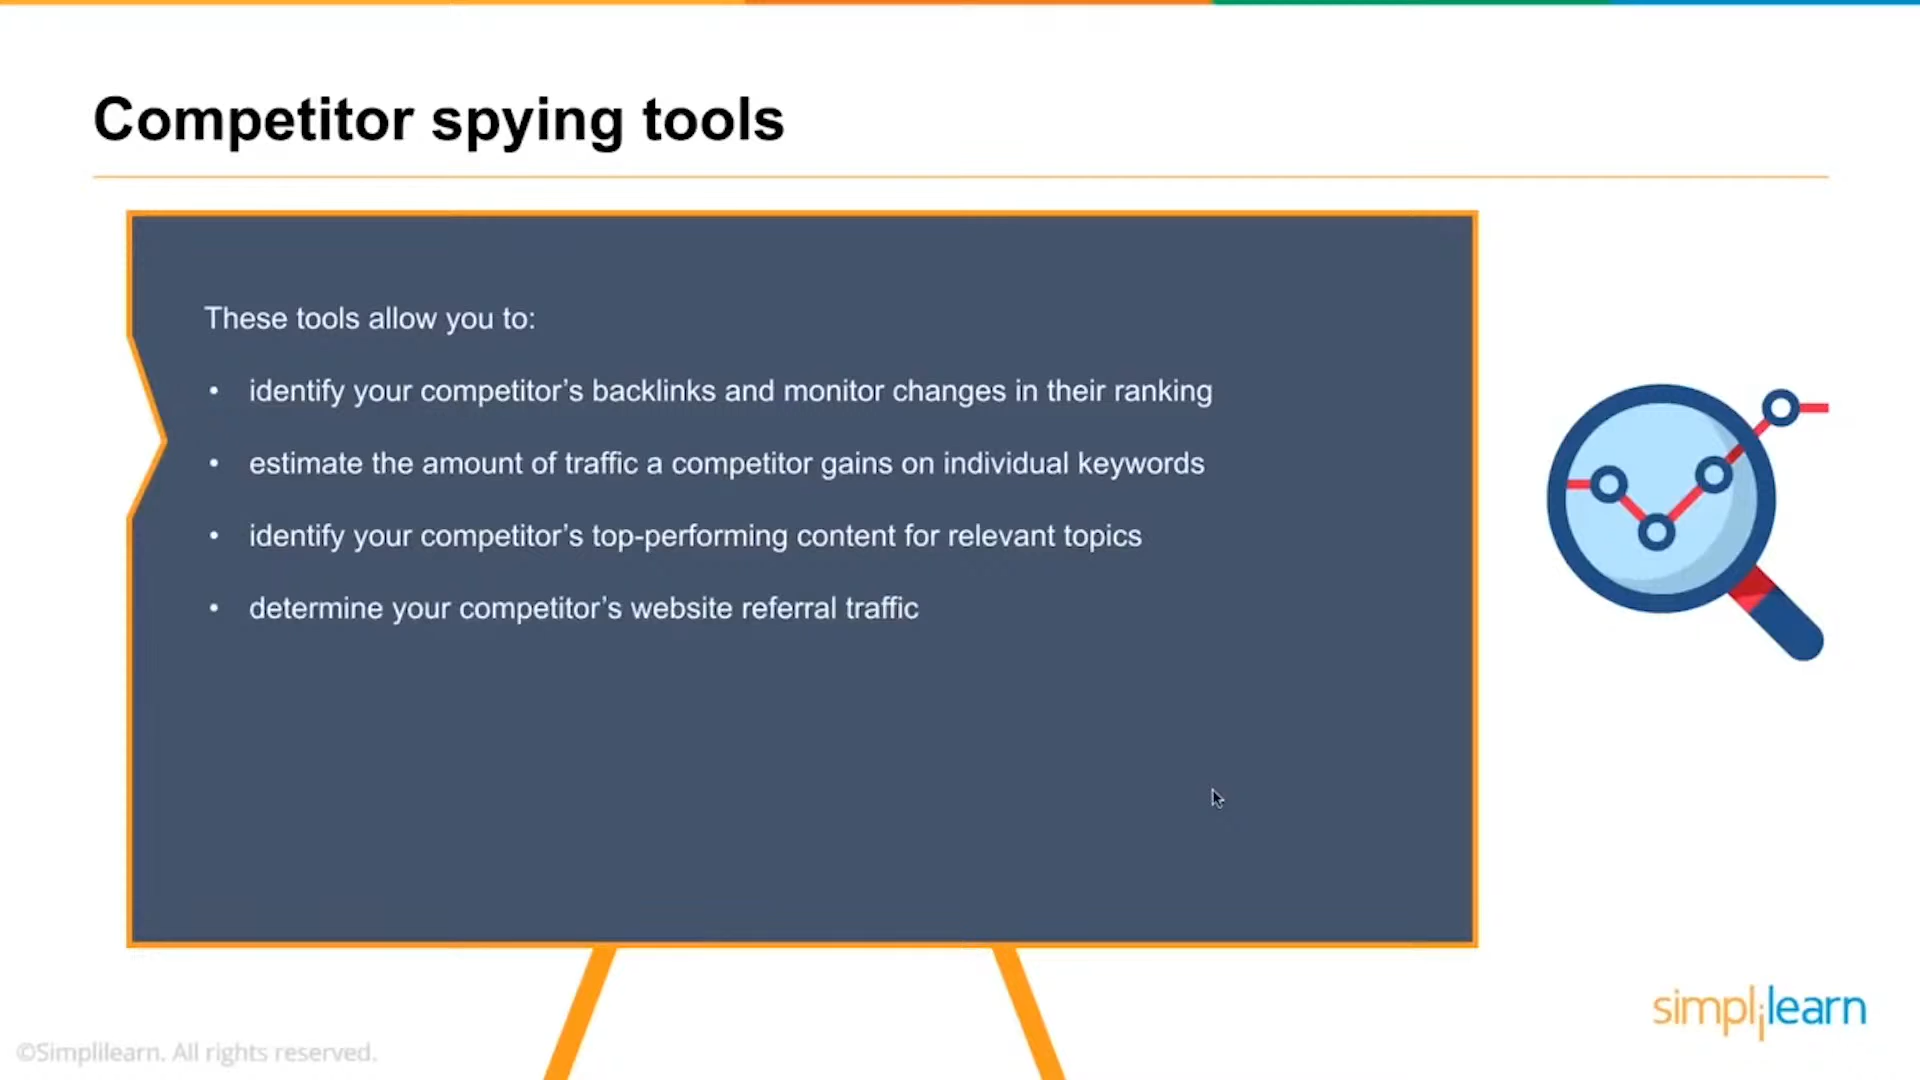 Competitor spying tools
These tools allow you to:
• identify your competitor’s backlinks and monitor changes in their ranking
• estimate the amount of traffic a competitor gains on individual keywords
• identify your competitor’s top-performing content for relevant topics
• determine your competitor’s website referral traffic
simplilearn
©Simplilearn. All rights reserved.